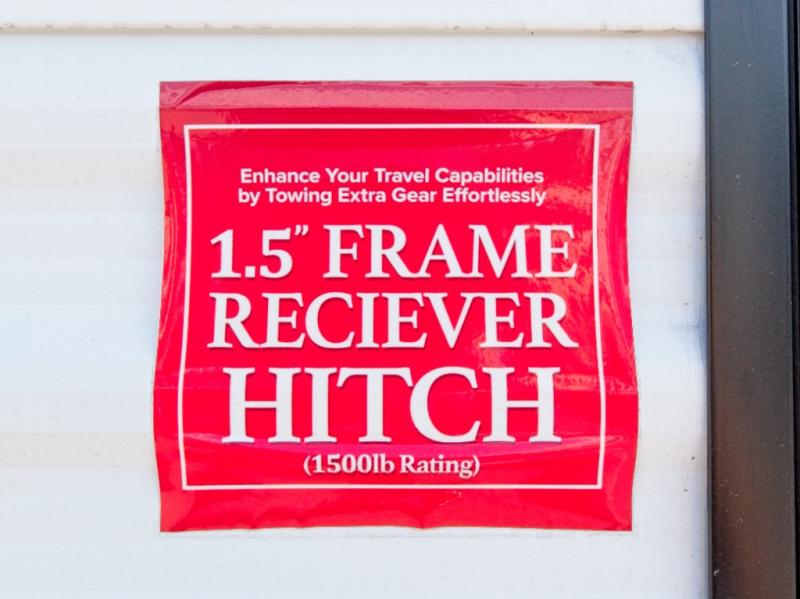 Enhance Your Travel Capabilities
by Towing Extra Gear Effortlessly
1.5” FRAME
RECIEVER
HITCH
(1500lb Rating)